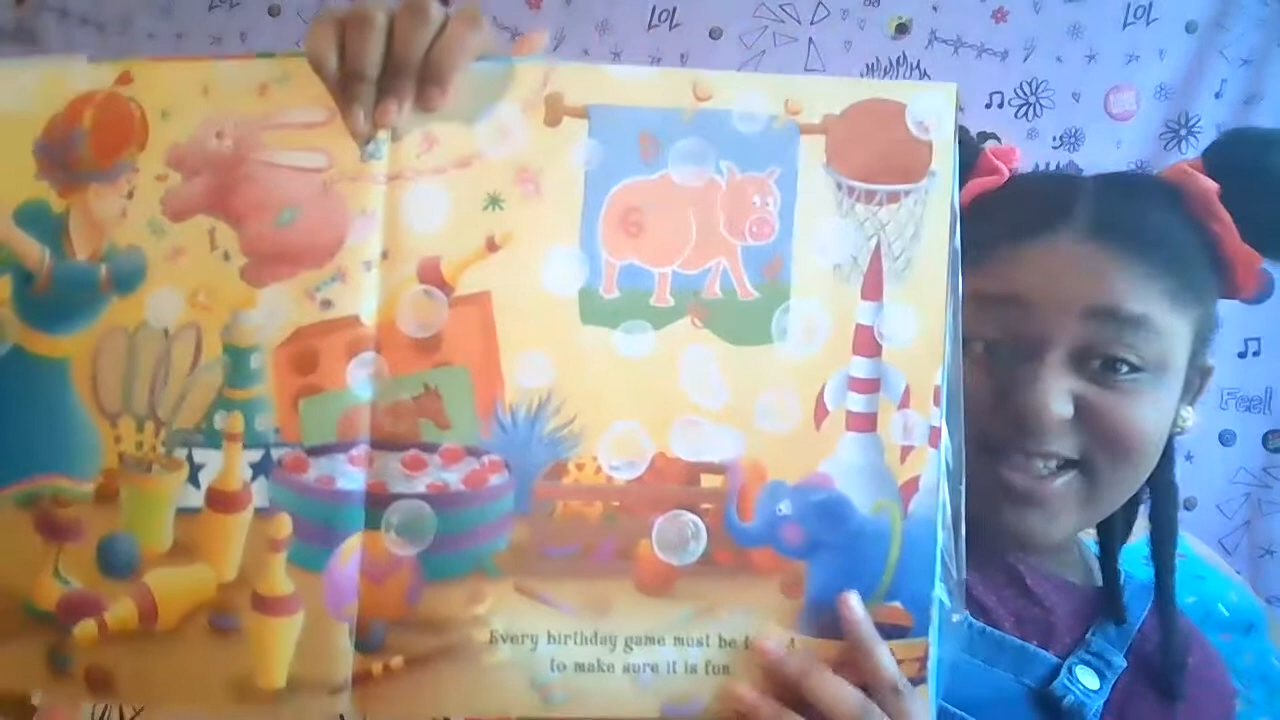 LOL
LOL
Feel
Every birthday game must be
to make sure it is fun